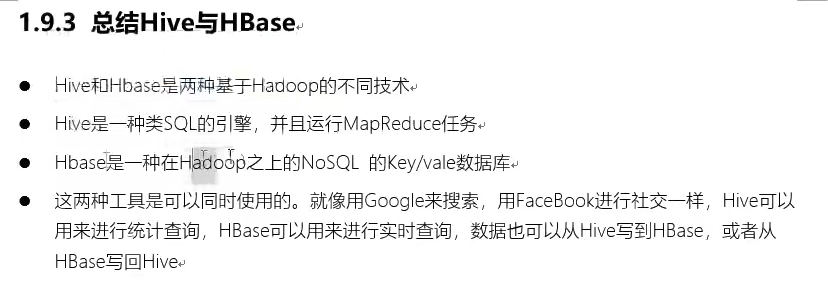 1.9.3 总结Hive与HBase
● Hive和Hbase是两种基于Hadoop的不同技术
● Hive是一种类SQL的引擎，并且运行MapReduce任务
● Hbase是一种在Hadoop之上的NoSQL 的Key/vale数据库
● 这两种工具是可以同时使用的。就像用Google来搜索，用FaceBook进行社交一样，Hive可以
用来进行统计查询，HBase可以用来进行实时查询，数据也可以从Hive写到HBase，或者从
HBase写回Hive